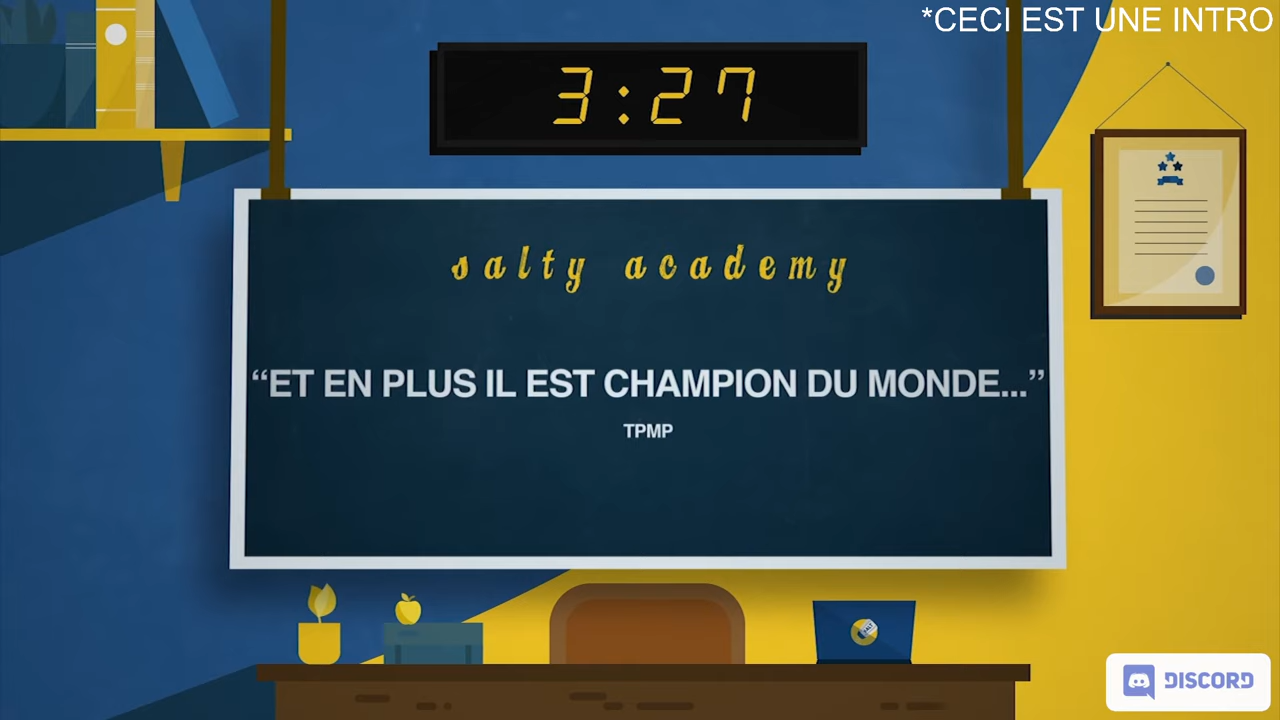 *CECI EST UNE INTRO
3:27
salty academy
“ET EN PLUS IL EST CHAMPION DU MONDE...”
TPMP
DISCORD